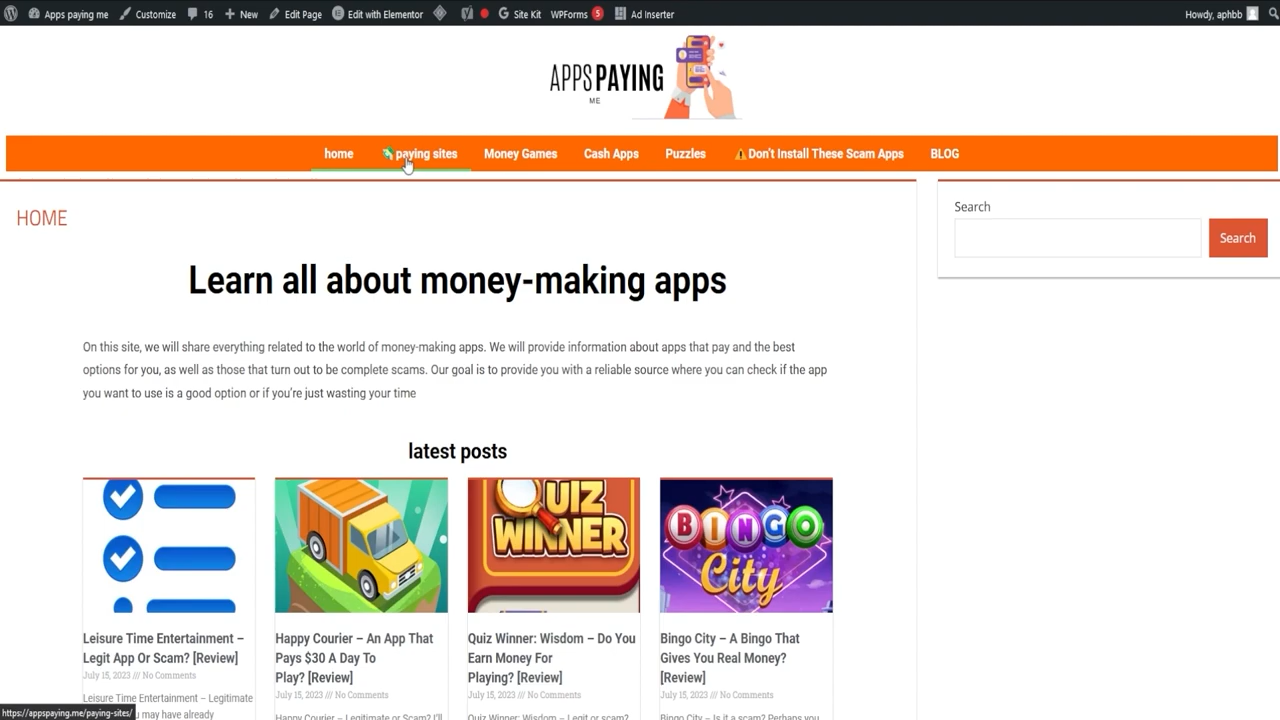 Apps paying me
Customize
16
New
Edit Page
Edit with Elementor
Site Kit
WPForms 5
Ad Inserter
Howdy, aphbb
APPS PAYING
ME
home
paying sites
Money Games
Cash Apps
Puzzles
Don't Install These Scam Apps
BLOG
HOME
Search
Search
Learn all about money-making apps
On this site, we will share everything related to the world of money-making apps. We will provide information about apps that pay and the best
options for you, as well as those that turn out to be complete scams. Our goal is to provide you with a reliable source where you can check if the app
you want to use is a good option or if you're just wasting your time
latest posts
QUIZ
WINNER
BINGO
City
Leisure Time Entertainment –
Legit App Or Scam? [Review]
July 15, 2023 /// No Comments
Leisure Time Entertainment – Legitimate
may have already
Happy Courier – An App That
Pays $30 A Day To
Play? [Review]
July 15, 2023 /// No Comments
Happy Courier – Legitimate or Scam? I'll
Quiz Winner: Wisdom – Do You
Earn Money For
Playing? [Review]
July 15, 2023 /// No Comments
Quiz Winner: Wisdom – Legit or scam?
Bingo City – A Bingo That
Gives You Real Money?
[Review]
July 15, 2023 /// No Comments
Bingo City – Is it a scam? Perhaps you
https://appspaying.me/paying-sites/